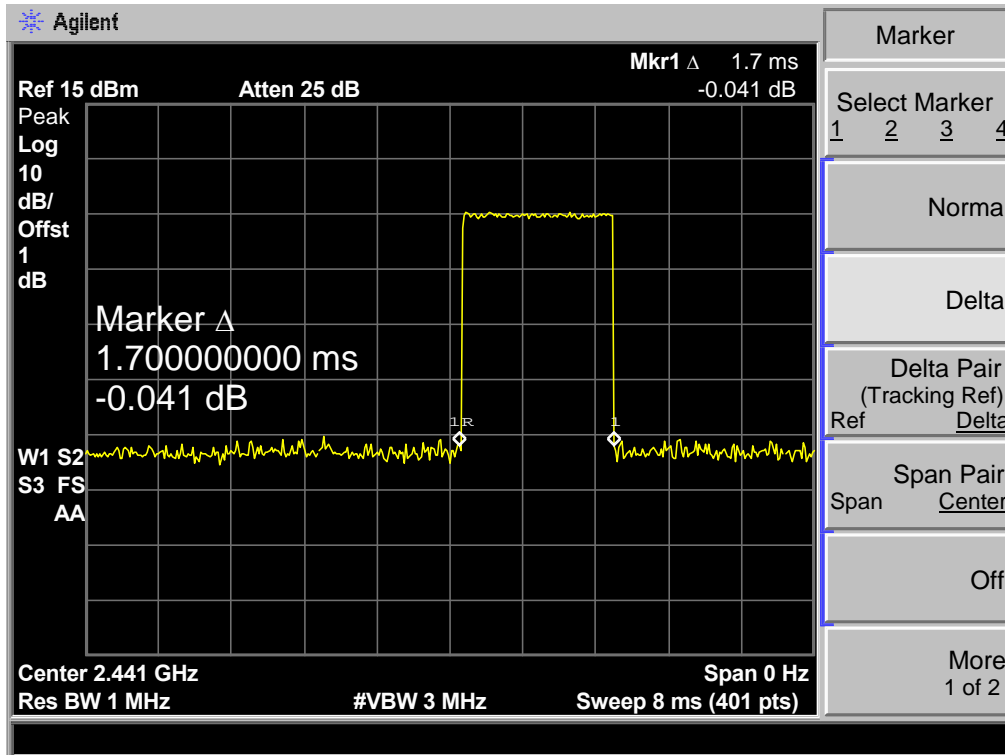 Agilent
Mkr1 Δ 1.7 ms
Ref 15 dBm Atten 25 dB -0.041 dB
Peak
Log
10
dB/
Offst
1
dB
Marker Δ
1.700000000 ms
-0.041 dB
1R 1
W1 S2
S3 FS
AA
Center 2.441 GHz Span 0 Hz
Res BW 1 MHz #VBW 3 MHz Sweep 8 ms (401 pts)
Marker
Select Marker
1 2 3 4
Norma
Delta
Delta Pair
(Tracking Ref)
Ref Delta
Span Pair
Span Center
Off
More
1 of 2